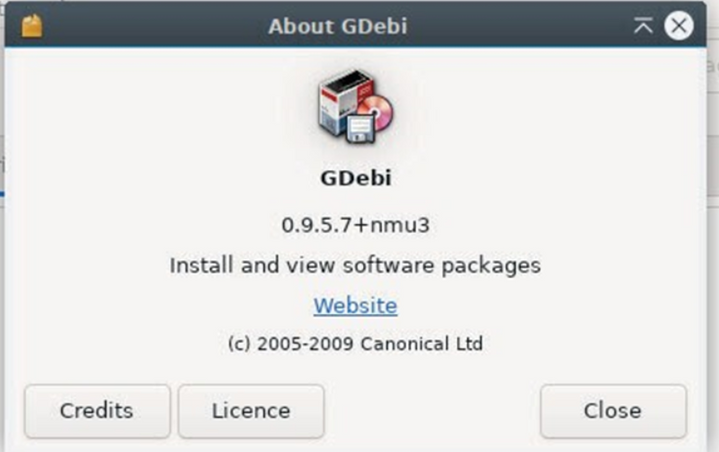 About GDebi
GDebi
0.9.5.7+nmu3
Install and view software packages
Website
(c) 2005-2009 Canonical Ltd
Credits Licence Close